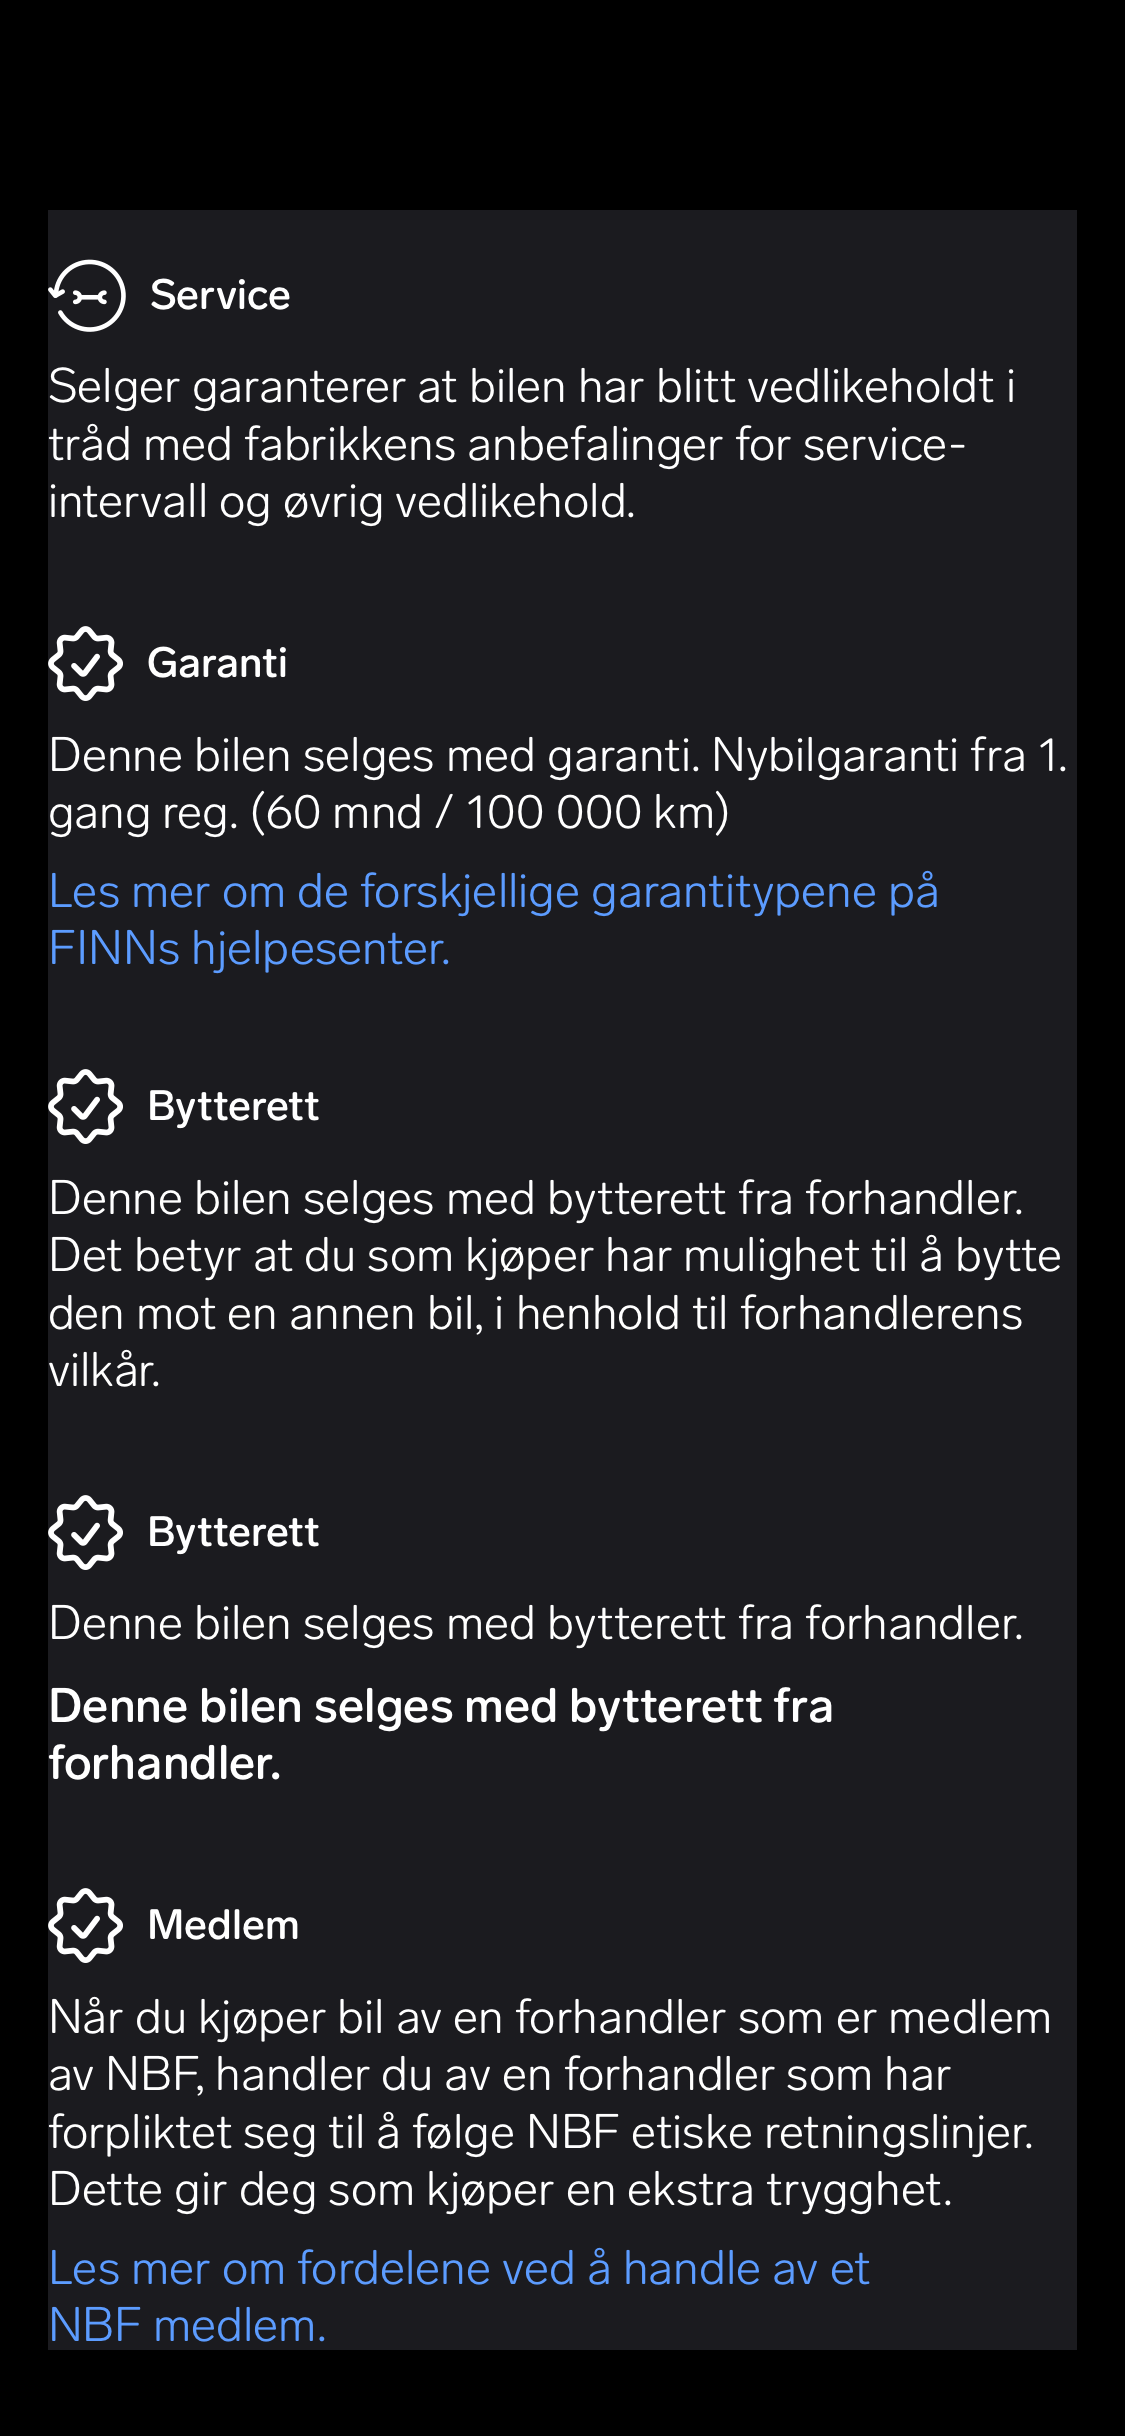 Service
Selger garanterer at bilen har blitt vedlikeholdt i
tråd med fabrikkens anbefalinger for service-
intervall og øvrig vedlikehold.
Garanti
Denne bilen selges med garanti. Nybilgaranti fra 1.
gang reg. (60 mnd / 100 000 km)
Les mer om de forskjellige garantitypene på
FINNs hjelpesenter.
Bytterett
Denne bilen selges med bytterett fra forhandler.
Det betyr at du som kjøper har mulighet til å bytte
den mot en annen bil, i henhold til forhandlerens
vilkår.
Bytterett
Denne bilen selges med bytterett fra forhandler.
Denne bilen selges med bytterett fra
forhandler.
Medlem
Når du kjøper bil av en forhandler som er medlem
av NBF, handler du av en forhandler som har
forpliktet seg til å følge NBF etiske retningslinjer.
Dette gir deg som kjøper en ekstra trygghet.
Les mer om fordelene ved å handle av et
NBF medlem.